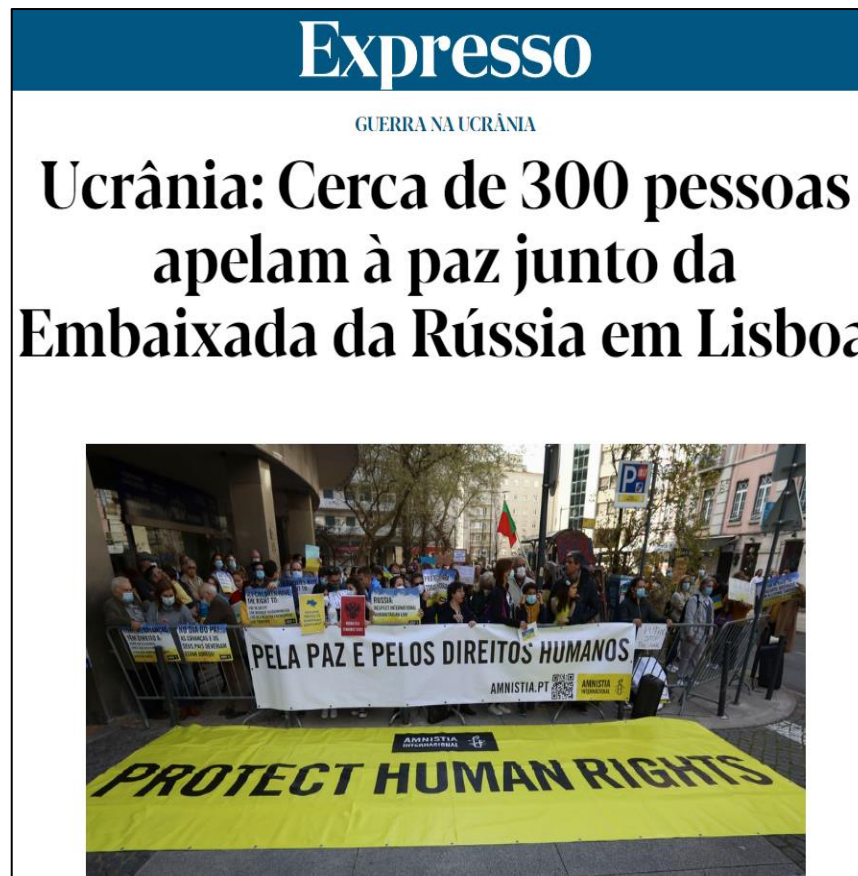 Expresso
GUERRA NA UCRÂNIA
Ucrânia: Cerca de 300 pessoas
apelam à paz junto da
Embaixada da Rússia em Lisboa
P
RUSSIA:
PELA PAZ E PELOS DIREITOS HUMANOS
AMNISTIA.PT
AMNISTIA
INTERNACIONAL
AMNISTIA
INTERNACIONAL
PROTECT HUMAN RIGHTS